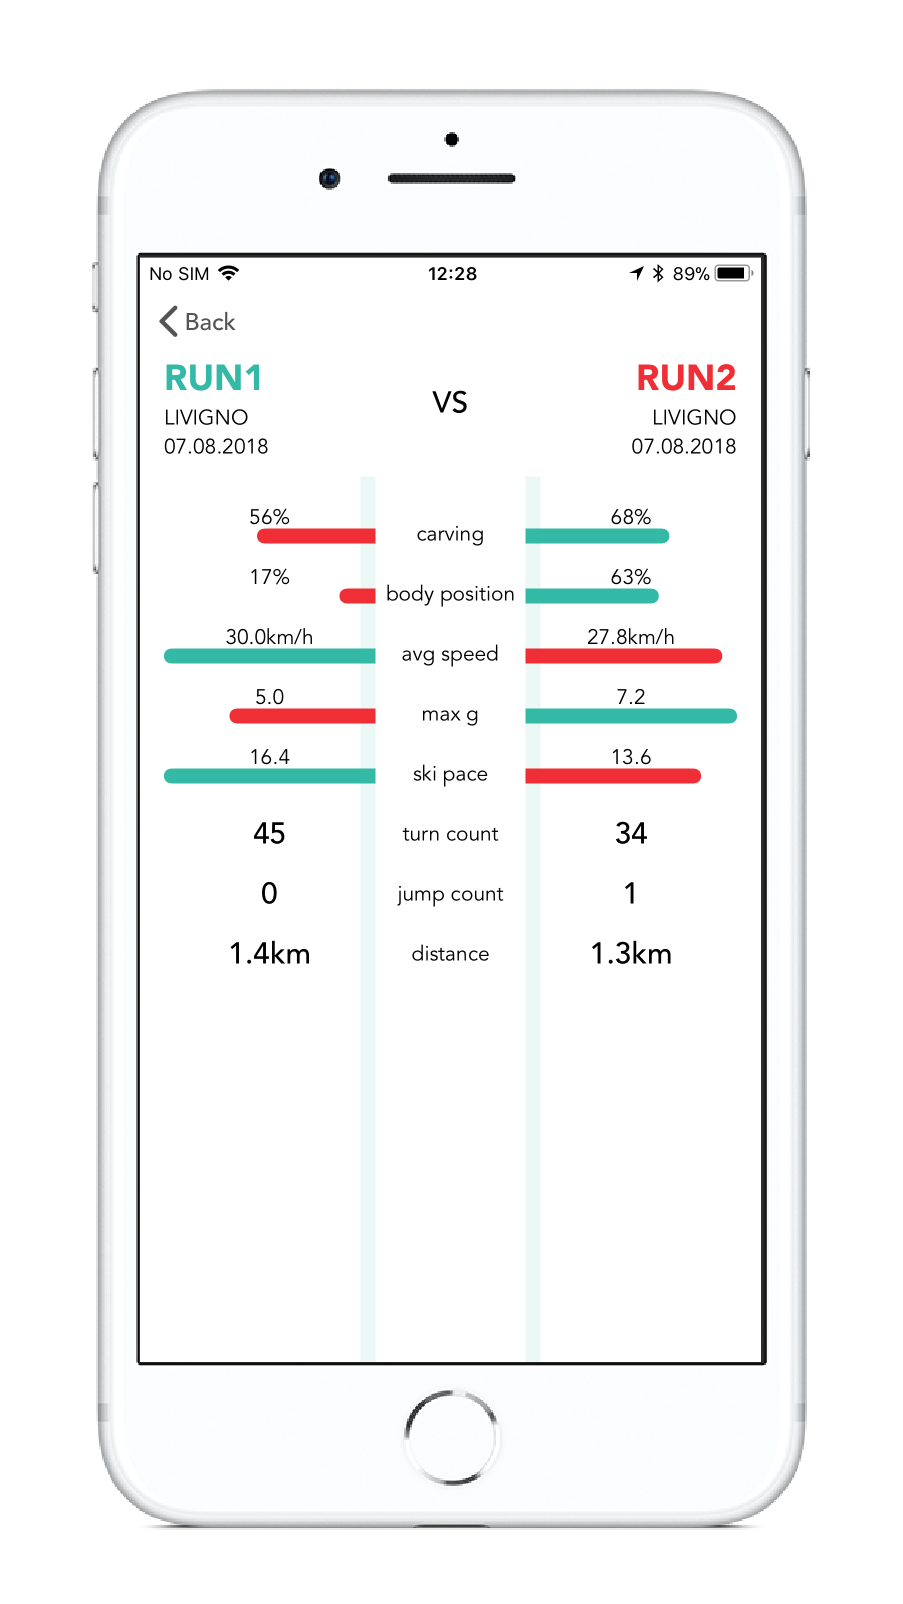 No SIM 12:28 89%
Back
RUN1 VS RUN2
LIVIGNO LIVIGNO
07.08.2018 07.08.2018
56% carving 68%
17% body position 63%
30.0km/h avg speed 27.8km/h
5.0 max g 7.2
16.4 ski pace 13.6
45 turn count 34
0 jump count 1
1.4km distance 1.3km